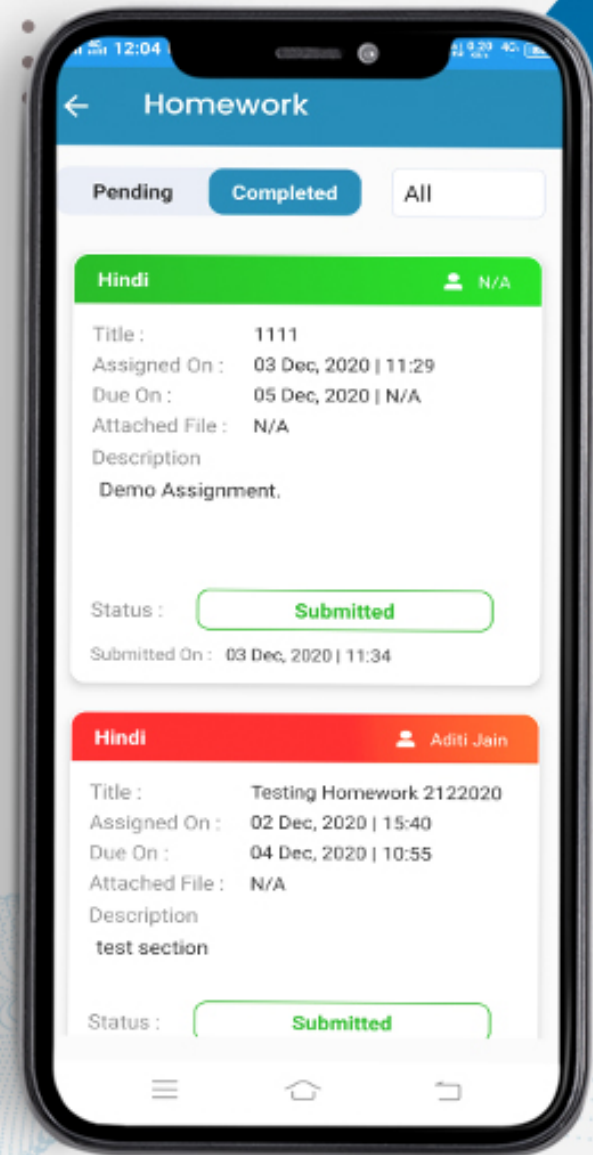 12:04
0.20 4G
Homework
Pending Completed All
Hindi N/A
Title : 1111
Assigned On : 03 Dec, 2020 | 11:29
Due On : 05 Dec, 2020 | N/A
Attached File : N/A
Description
Demo Assignment.
Status : Submitted
Submitted On : 03 Dec, 2020 | 11:34
Hindi Aditi Jain
Title : Testing Homework 2122020
Assigned On : 02 Dec, 2020 | 15:40
Due On : 04 Dec, 2020 | 10:55
Attached File : N/A
Description
test section
Status : Submitted